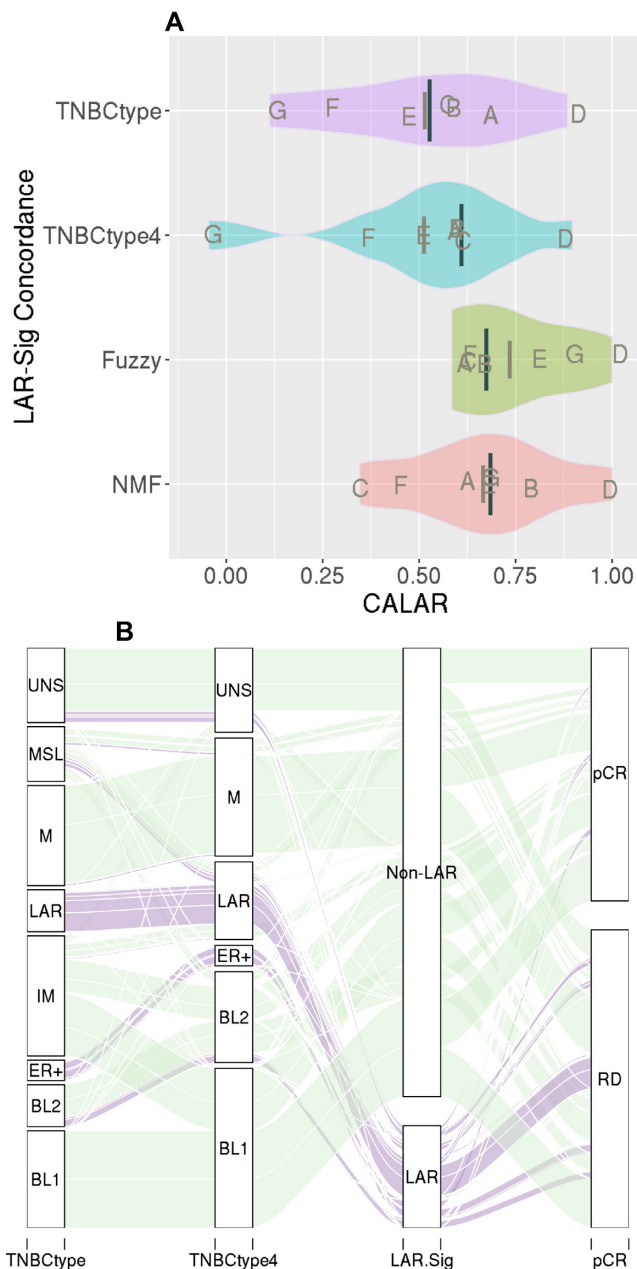 A
LAR-Sig Concordance
TNBCtype
G F E C B A D
TNBCtype4
G F E A B C D
Fuzzy
A C F B E G D
NMF
C F A E G B D
0.00 0.25 0.50 0.75 1.00
CALAR
B
UNS
MSL
M
LAR
IM
ER+
BL2
BL1
UNS
M
LAR
ER+
BL2
BL1
Non-LAR
LAR
pCR
RD
TNBCtype TNBCtype4 LAR.Sig pCR